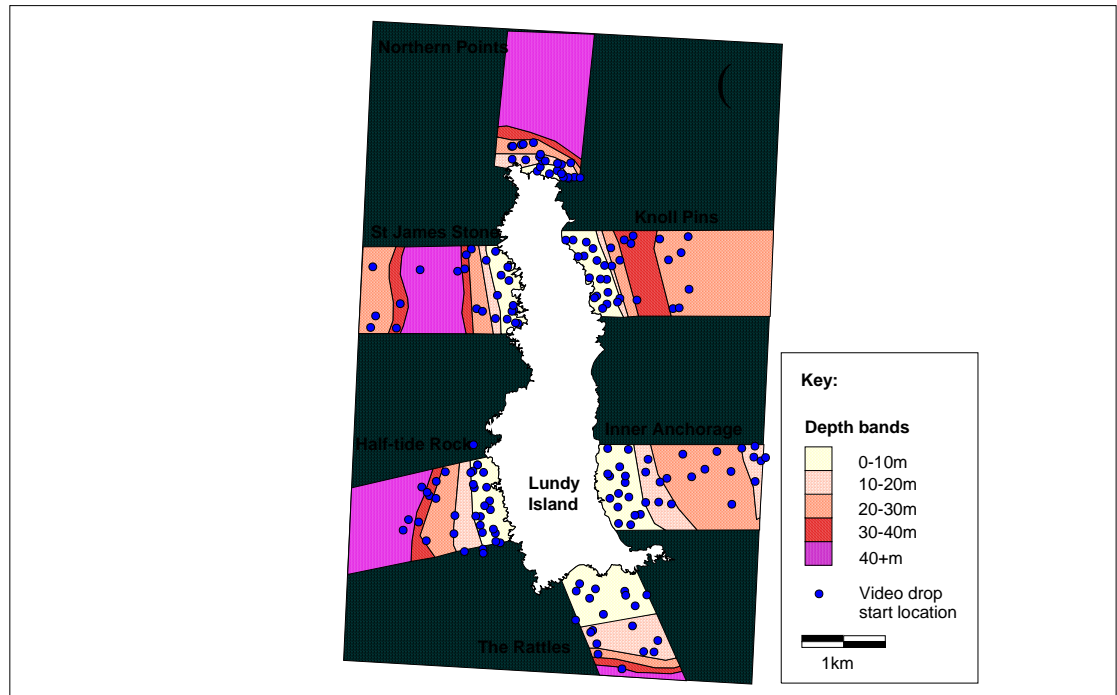 Northern Points
(
St James Stone
Knoll Pins
Half-tide Rock
Inner Anchorage
Lundy
Island
The Rattles
Key:
Depth bands
0-10m
10-20m
20-30m
30-40m
40+m
Video drop
start location
1km